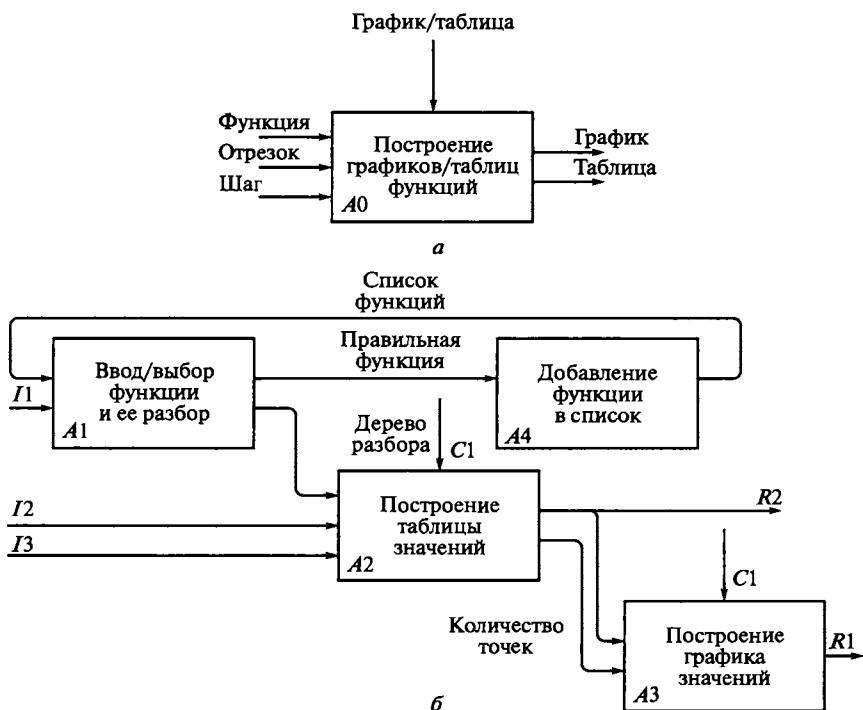 График/таблица
Функция
Отрезок
Шаг
Построение
графиков/таблиц
функций
A0
График
Таблица
а
Список
функций
Ввод/выбор
функции
и ее разбор
A1
I1
Правильная
функция
Добавление
функции
в список
A4
Дерево
разбора
C1
I2
I3
Построение
таблицы
значений
A2
R2
C1
Количество
точек
Построение
графика
значений
A3
R1
б